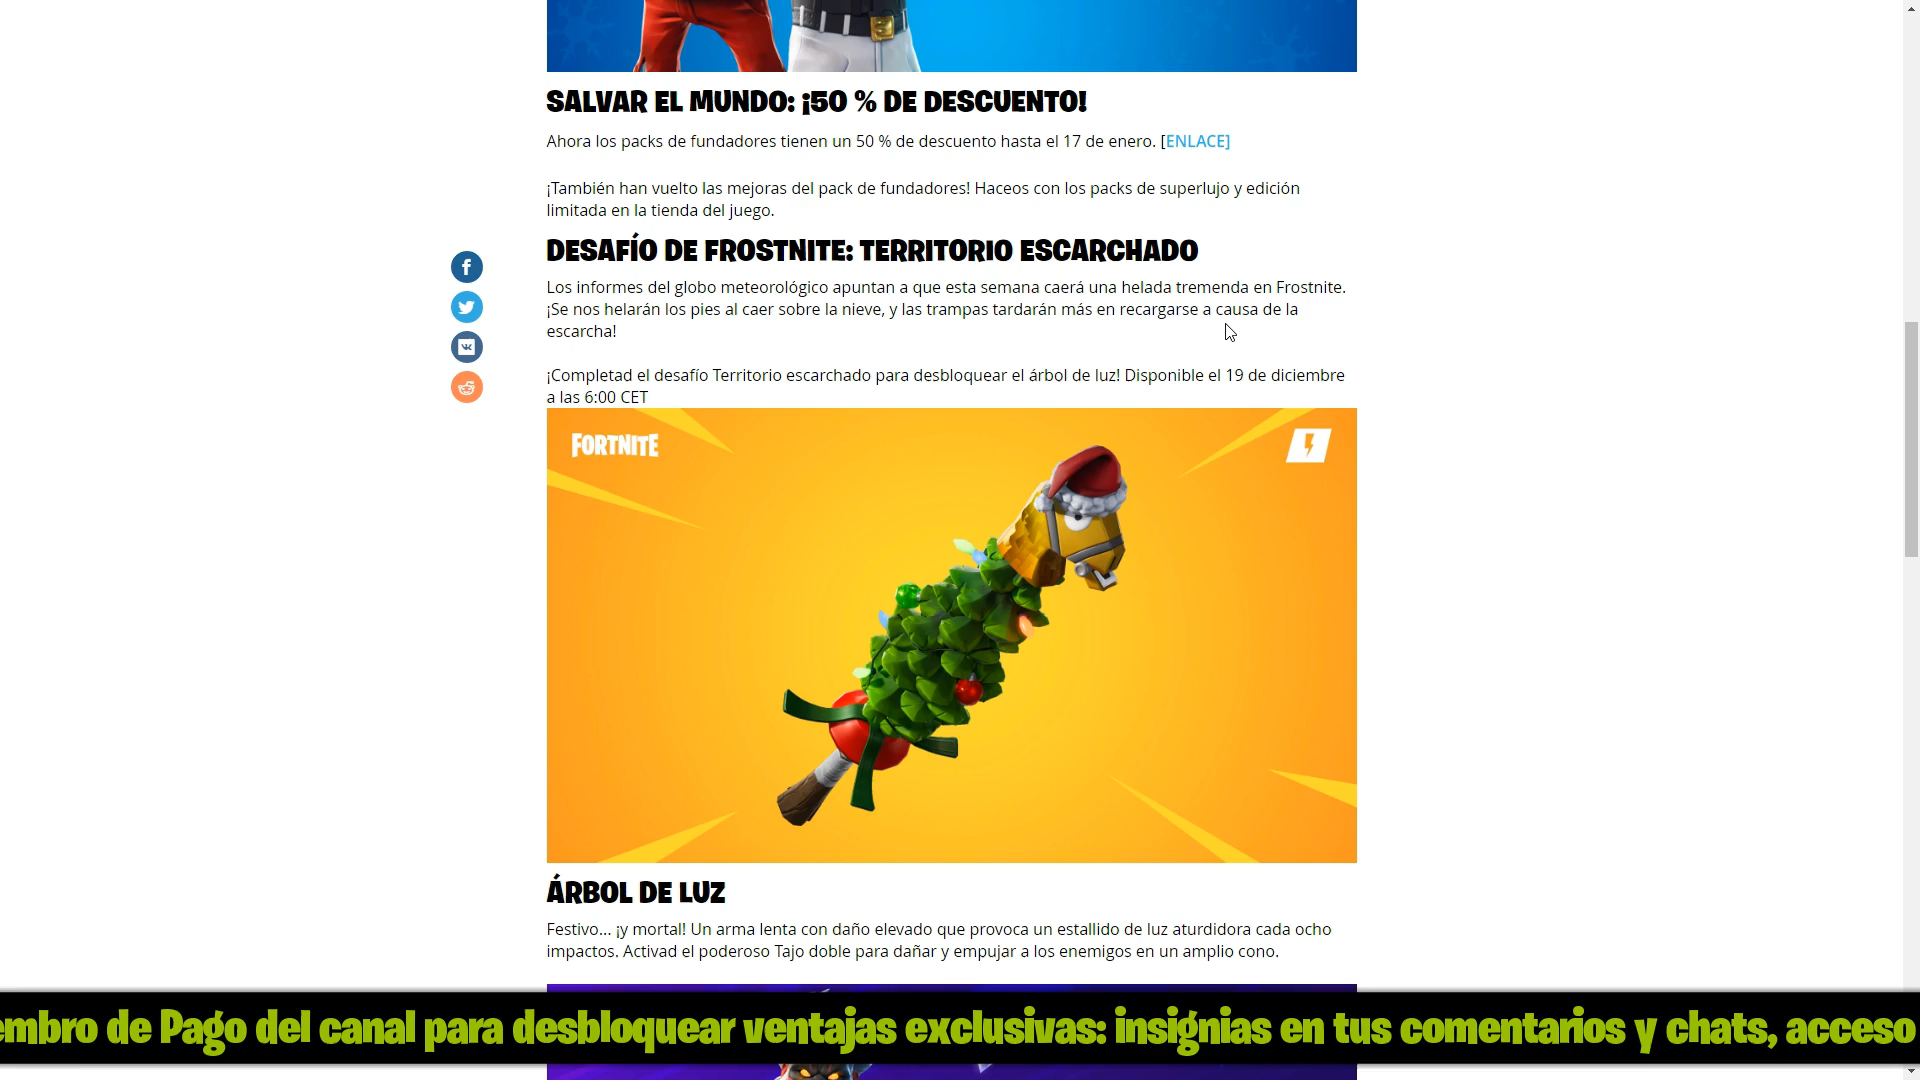 SALVAR EL MUNDO: ¡50 % DE DESCUENTO!
Ahora los packs de fundadores tienen un 50 % de descuento hasta el 17 de enero. [ENLACE]
¡También han vuelto las mejoras del pack de fundadores! Haceos con los packs de superlujo y edición
limitada en la tienda del juego.
DESAFÍO DE FROSTNITE: TERRITORIO ESCARCHADO
Los informes del globo meteorológico apuntan a que esta semana caerá una helada tremenda en Frostnite.
¡Se nos helarán los pies al caer sobre la nieve, y las trampas tardarán más en recargarse a causa de la
escarcha!
¡Completad el desafío Territorio escarchado para desbloquear el árbol de luz! Disponible el 19 de diciembre
a las 6:00 CET
FORTNITE
ÁRBOL DE LUZ
Festivo... ¡y mortal! Un arma lenta con daño elevado que provoca un estallido de luz aturdidora cada ocho
impactos. Activad el poderoso Tajo doble para dañar y empujar a los enemigos en un amplio cono.
embro de Pago del canal para desbloquear ventajas exclusivas: insignias en tus comentarios y chats, acceso